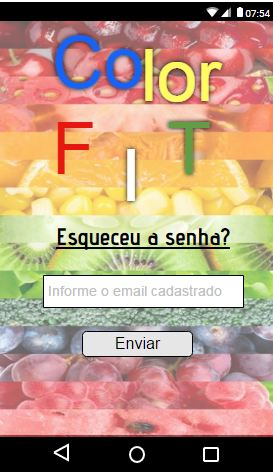 07:54
Color
FIT
Esqueceu a senha?
Informe o email cadastrado
Enviar